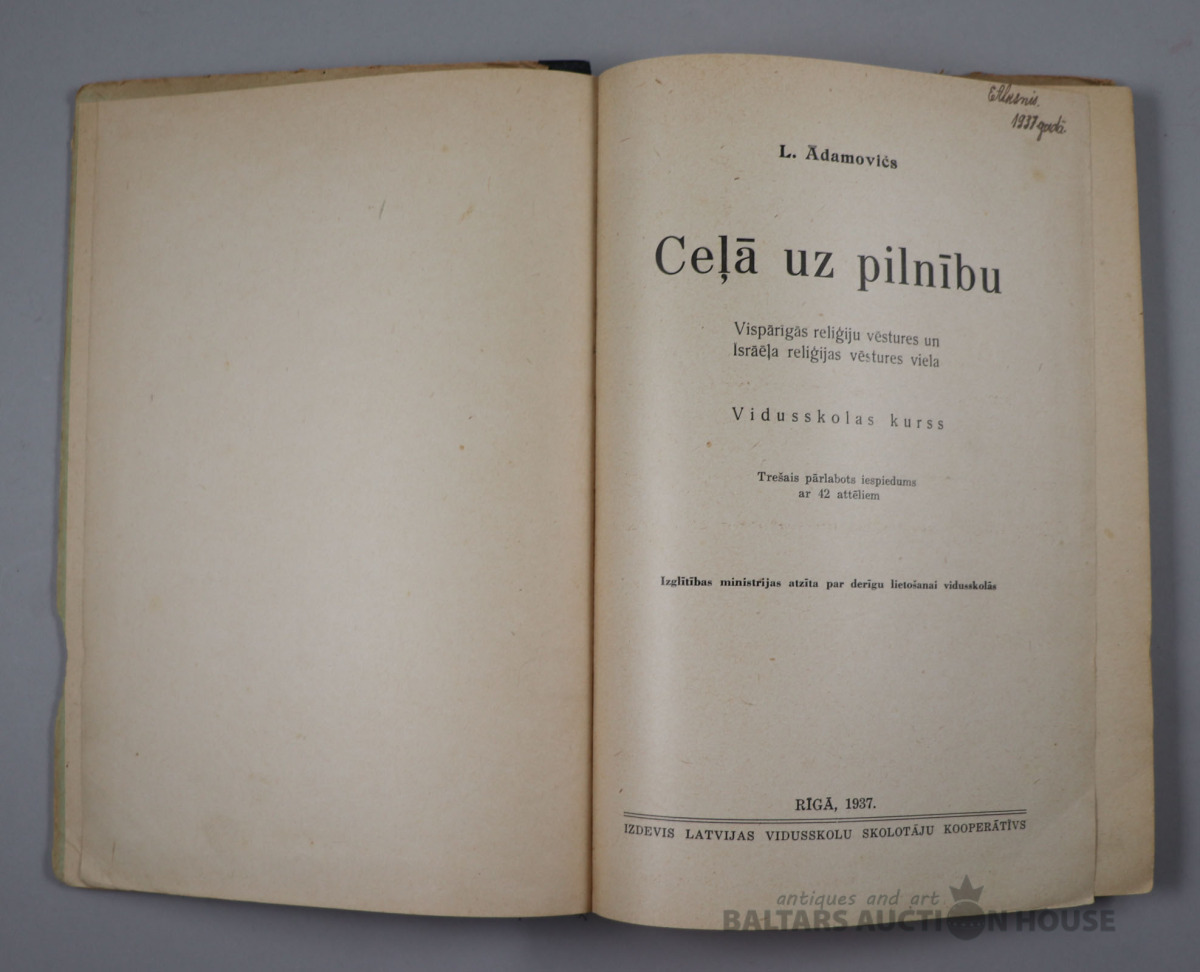 1937 gadā
L. Ādamovičs
Ceļā uz pilnību
Vispārīgās reliģiju vēstures un
Isrāēļa reliģijas vēstures viela
Vidusskolas kurss
Trešais pārlabots iespiedums
ar 42 attēliem
Izglītības ministrijas atzīta par derīgu lietošanai vidusskolās
RĪGĀ, 1937.
IZDEVIS LATVIJAS VIDUSSKOLU SKOLOTĀJU KOOPERĀTĪVS
antiques and art
BALTARS AUCTION HOUSE